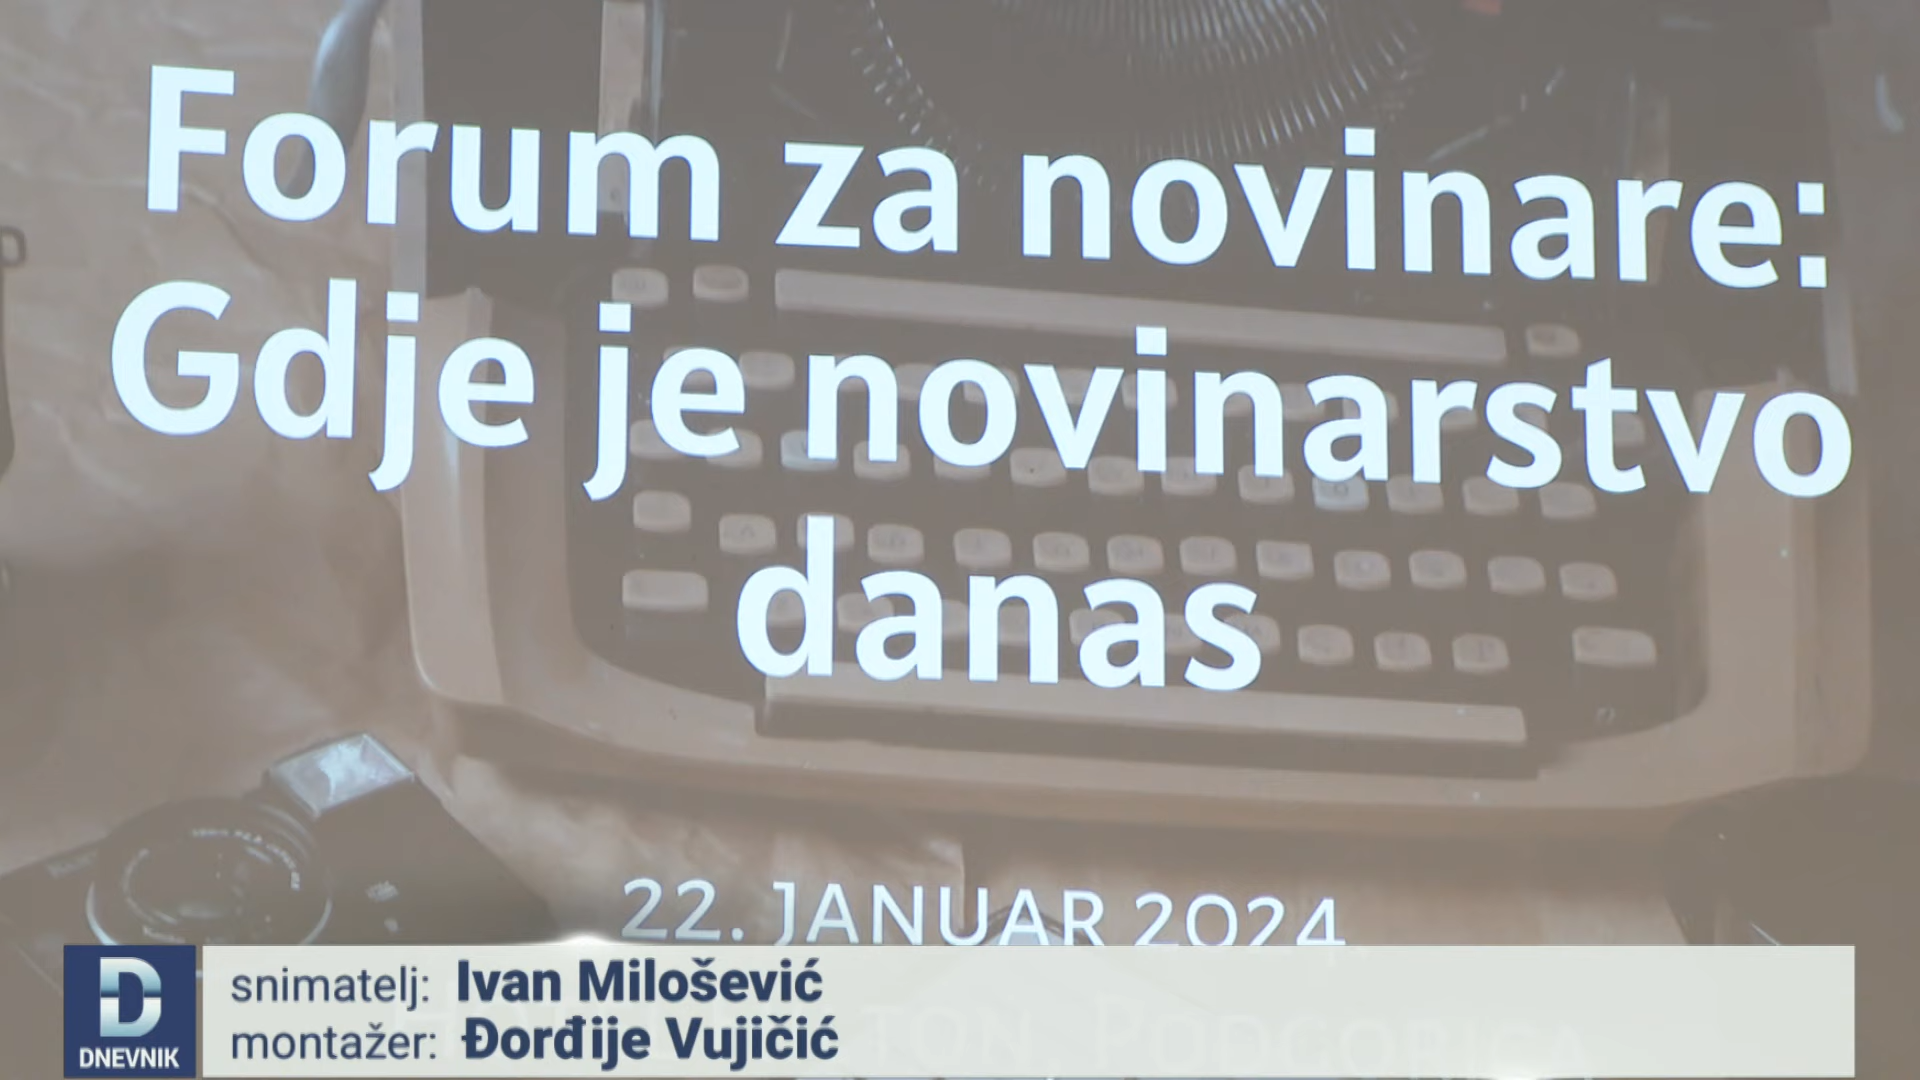 Forum za novinare:
Gdje je novinarstvo
danas
22. JANUAR 2024.
snimatelj: Ivan Milošević
montažer: Đorđije Vujičić
DNEVNIK